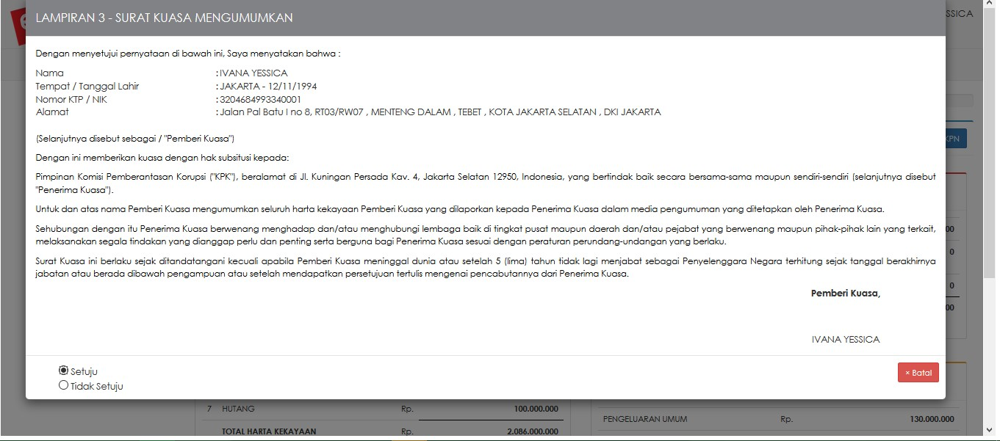 LAMPIRAN 3 - SURAT KUASA MENGUMUMKAN
SSICA
Dengan menyetujui pernyataan di bawah ini, Saya menyatakan bahwa :
Nama : IVANA YESSICA
Tempat / Tanggal Lahir : JAKARTA - 12/11/1994
Nomor KTP / NIK : 3204684993340001
Alamat : Jalan Pal Batu I no 8, RT03/RW07 , MENTENG DALAM , TEBET , KOTA JAKARTA SELATAN , DKI JAKARTA
(Selanjutnya disebut sebagai / "Pemberi Kuasa")
KPN
Dengan ini memberikan kuasa dengan hak subsitusi kepada:
Pimpinan Komisi Pemberantasan Korupsi ("KPK"), beralamat di Jl. Kuningan Persada Kav. 4, Jakarta Selatan 12950, Indonesia, yang bertindak baik secara bersama-sama maupun sendiri-sendiri (selanjutnya disebut
"Penerima Kuasa").
Untuk dan atas nama Pemberi Kuasa mengumumkan seluruh harta kekayaan Pemberi Kuasa yang dilaporkan kepada Penerima Kuasa dalam media pengumuman yang ditetapkan oleh Penerima Kuasa.
Sehubungan dengan itu Penerima Kuasa berwenang menghadap dan/atau menghubungi lembaga baik di tingkat pusat maupun daerah dan/atau pejabat yang berwenang maupun pihak-pihak lain yang terkait,
00
melaksanakan segala tindakan yang dianggap perlu dan penting serta berguna bagi Penerima Kuasa sesuai dengan peraturan perundang-undangan yang berlaku.
0
Surat Kuasa ini berlaku sejak ditandatangani kecuali apabila Pemberi Kuasa meninggal dunia atau setelah 5 (lima) tahun tidak lagi menjabat sebagai Penyelenggara Negara terhitung sejak tanggal berakhirnya
jabatan atau berada dibawah pengampuan atau setelah mendapatkan persetujuan tertulis mengenai pencabutannya dari Penerima Kuasa.
0
Pemberi Kuasa,
00
IVANA YESSICA
Setuju
Tidak Setuju
× Batal
7 HUTANG Rp. 100.000.000
TOTAL HARTA KEKAYAAN Rp. 2.086.000.000
PENGELUARAN UMUM Rp. 130.000.000